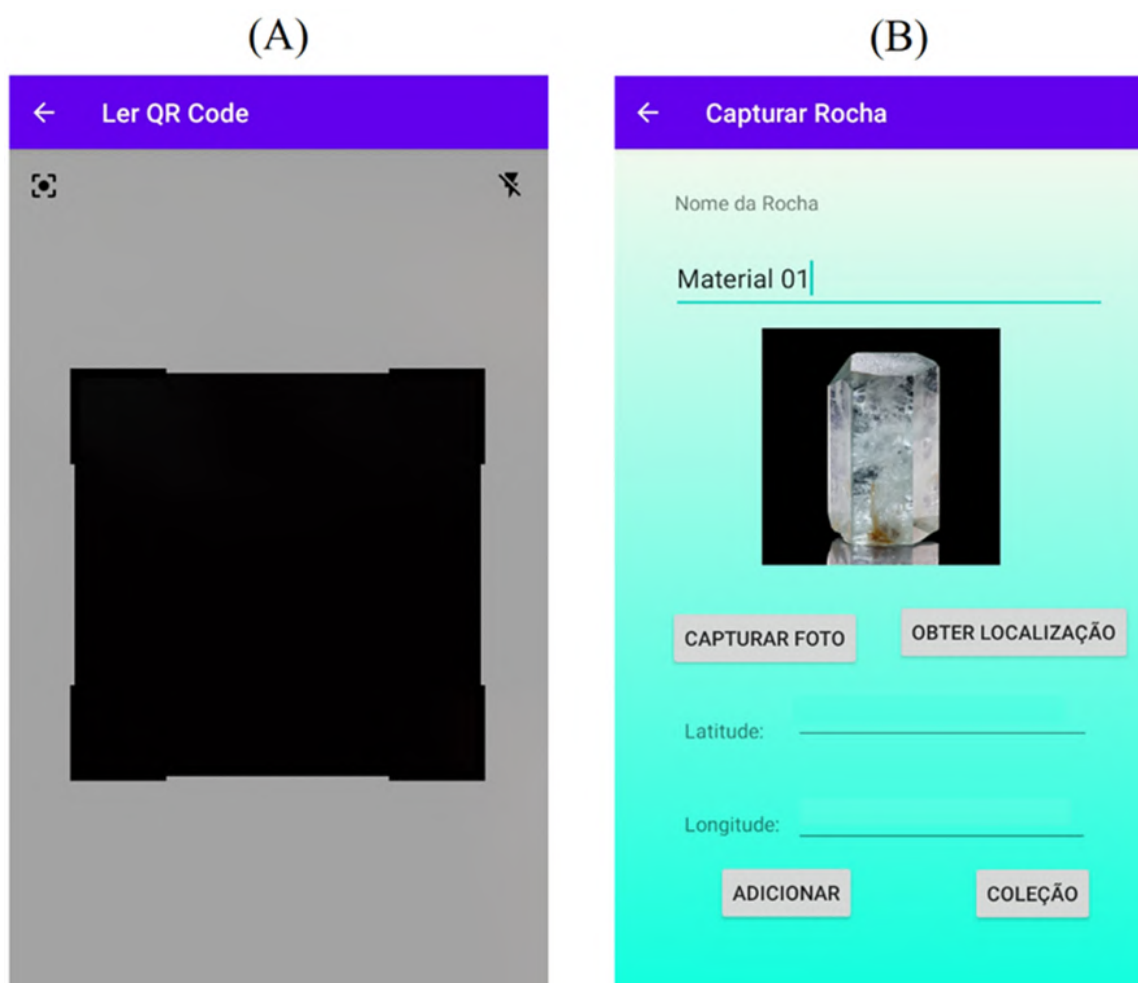 (A)
Ler QR Code
(B)
Capturar Rocha
Nome da Rocha
Material 01
CAPTURAR FOTO
OBTER LOCALIZAÇÃO
Latitude:
Longitude:
ADICIONAR
COLEÇÃO